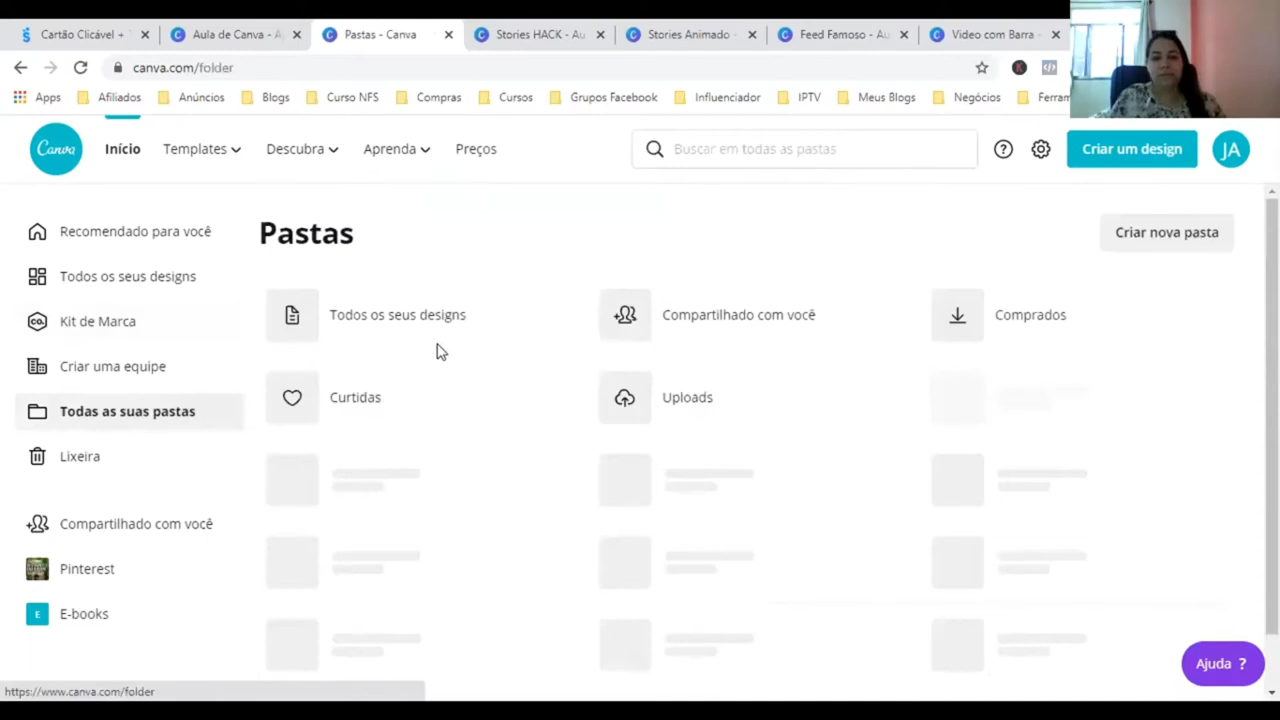 Cartão Clicável +
Aula de Canva - A
Pastas - Canva
Stories HACK - Au
Stories Animado -
Feed Famoso - Au
Video com Barra -
canva.com/folder
K
Apps
Afiliados
Anúncios
Blogs
Curso NFS
Compras
Cursos
Grupos Facebook
Influenciador
IPTV
Meus Blogs
Negócios
Ferram
Canva
Início
Templates
Descubra
Aprenda
Preços
Buscar em todas as pastas
Criar um design
JA
Recomendado para você
Todos os seus designs
CO.
Kit de Marca
Criar uma equipe
Todas as suas pastas
Lixeira
Compartilhado com você
Pinterest
E
E-books
Pastas
Criar nova pasta
Todos os seus designs
Compartilhado com você
Comprados
Curtidas
Uploads
Ajuda ?
https://www.canva.com/folder